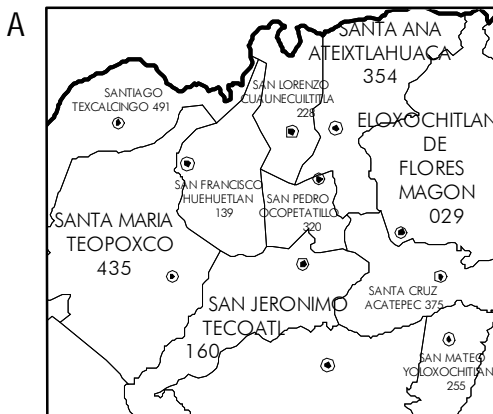 A
SANTA ANA
ATEIXTLAHUACA
354
SANTIAGO
TEXCALCINGO 491
SAN LORENZO
CUAUNECUILTITLA
228
ELOXOCHITLAN
DE
FLORES
MAGON
029
SAN FRANCISCO
HUEHUETLAN
139
SAN PEDRO
OCOPETATILLO
320
SANTA MARIA
TEOPOXCO
435
SANTA CRUZ
ACATEPEC 375
SAN JERONIMO
TECOATL
160
SAN MATEO
YOLOXOCHITLAN
255